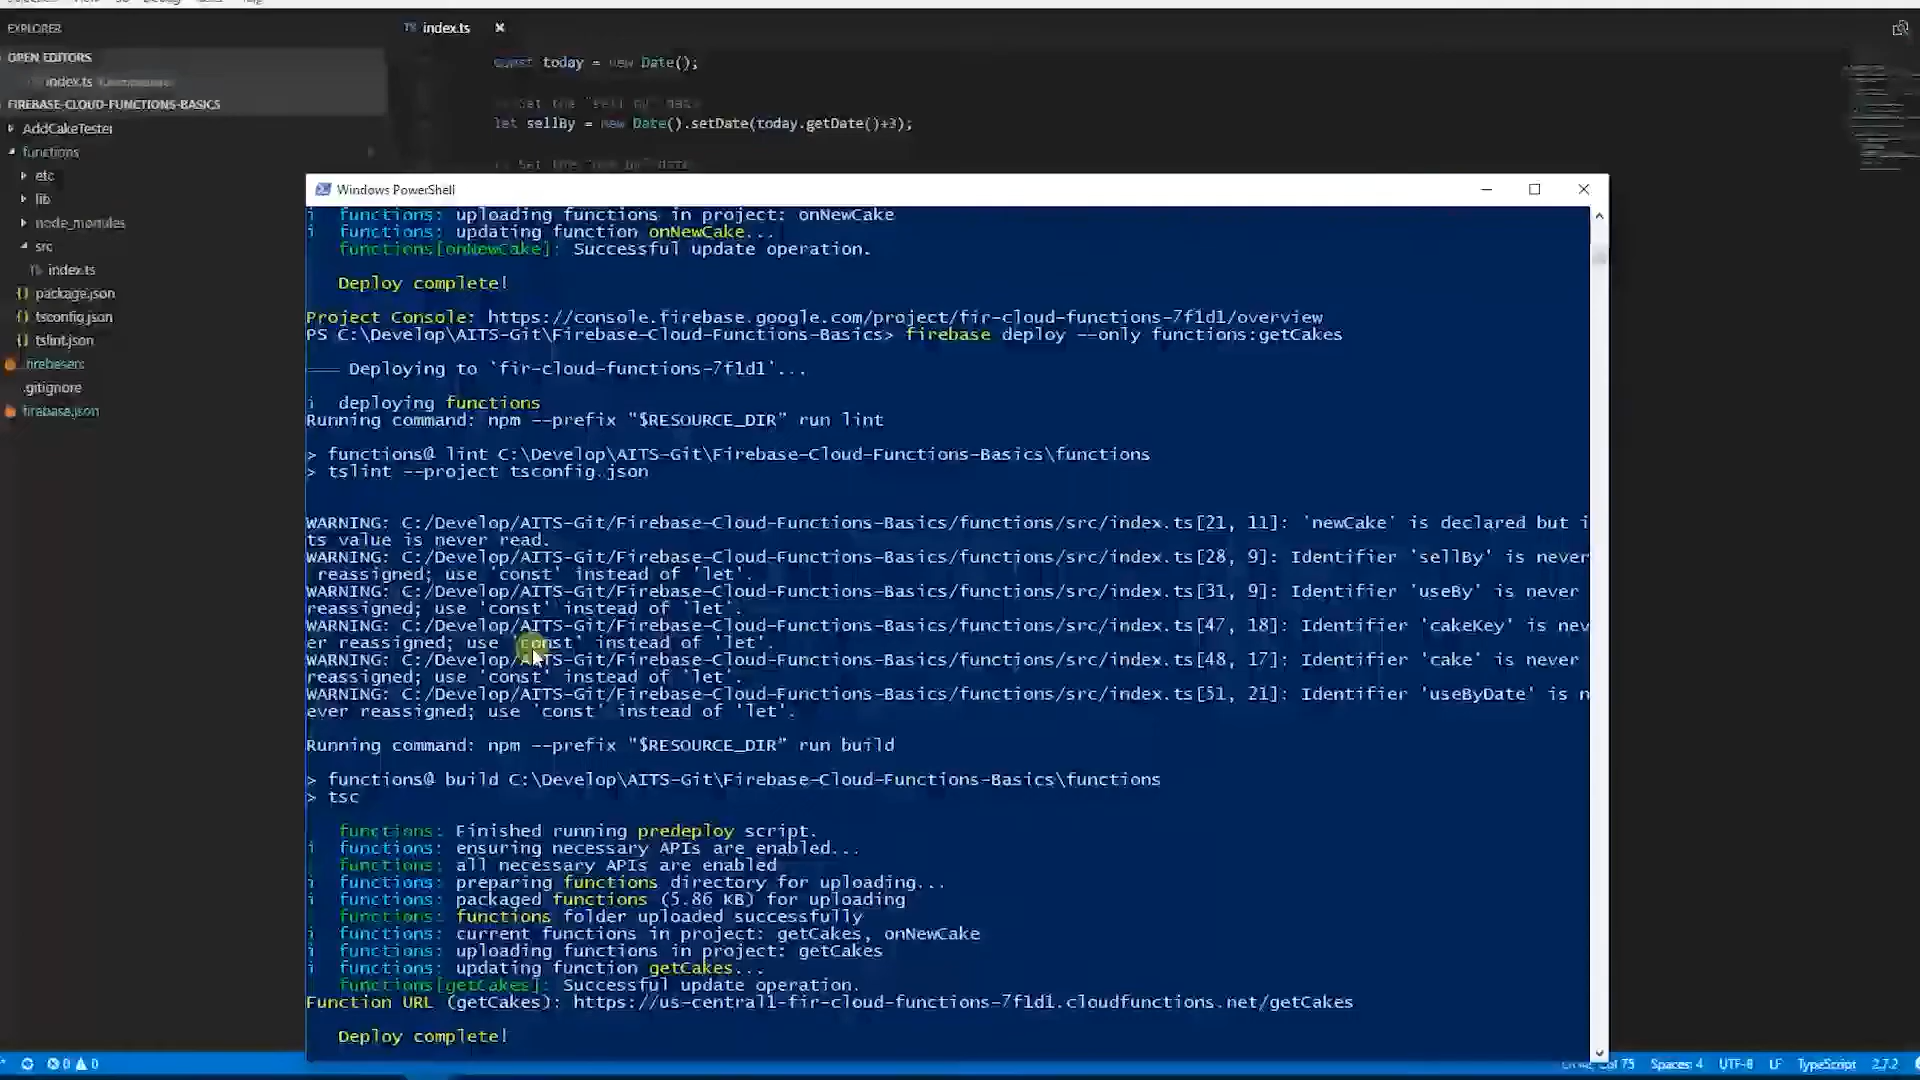 EXPLORER
OPEN EDITORS
index.ts
FIREBASE-CLOUD-FUNCTIONS-BASICS
AddCakeTester
functions
etc
lib
node_modules
src
index.ts
package.json
tsconfig.json
tslint.json
.gitignore
firebase.json
TS index.ts
const today = new Date();
let sellBy = new Date().setDate(today.getDate()+3);
Windows PowerShell
i functions: uploading functions in project: onNewCake
i functions: updating function onNewCake...
functions[onNewCake]: Successful update operation.
Deploy complete!
Project Console: https://console.firebase.google.com/project/fir-cloud-functions-7f1d1/overview
PS C:\Develop\AITS-Git\Firebase-Cloud-Functions-Basics> firebase deploy --only functions:getCakes
=== Deploying to 'fir-cloud-functions-7f1d1'...
i deploying functions
Running command: npm --prefix "$RESOURCE_DIR" run lint
> functions@ lint C:\Develop\AITS-Git\Firebase-Cloud-Functions-Basics\functions
> tslint --project tsconfig.json
WARNING: C:/Develop/AITS-Git/Firebase-Cloud-Functions-Basics/functions/src/index.ts[21, 11]: 'newCake' is declared but i
ts value is never read.
WARNING: C:/Develop/AITS-Git/Firebase-Cloud-Functions-Basics/functions/src/index.ts[28, 9]: Identifier 'sellBy' is never
reassigned; use 'const' instead of 'let'.
WARNING: C:/Develop/AITS-Git/Firebase-Cloud-Functions-Basics/functions/src/index.ts[31, 9]: Identifier 'useBy' is never
reassigned; use 'const' instead of 'let'.
WARNING: C:/Develop/AITS-Git/Firebase-Cloud-Functions-Basics/functions/src/index.ts[47, 18]: Identifier 'cakeKey' is nev
er reassigned; use 'const' instead of 'let'.
WARNING: C:/Develop/AITS-Git/Firebase-Cloud-Functions-Basics/functions/src/index.ts[48, 17]: Identifier 'cake' is never
reassigned; use 'const' instead of 'let'.
WARNING: C:/Develop/AITS-Git/Firebase-Cloud-Functions-Basics/functions/src/index.ts[51, 21]: Identifier 'useByDate' is n
ever reassigned; use 'const' instead of 'let'.
Running command: npm --prefix "$RESOURCE_DIR" run build
> functions@ build C:\Develop\AITS-Git\Firebase-Cloud-Functions-Basics\functions
> tsc
functions: Finished running predeploy script.
i functions: ensuring necessary APIs are enabled...
functions: all necessary APIs are enabled
i functions: preparing functions directory for uploading...
i functions: packaged functions (5.86 KB) for uploading
functions: functions folder uploaded successfully
i functions: current functions in project: getCakes, onNewCake
i functions: uploading functions in project: getCakes
i functions: updating function getCakes...
functions[getCakes]: Successful update operation.
Function URL (getCakes): https://us-central1-fir-cloud-functions-7f1d1.cloudfunctions.net/getCakes
Deploy complete!
0 0
75 Spaces: 4 UTF-8 LF TypeScript 2.7.2